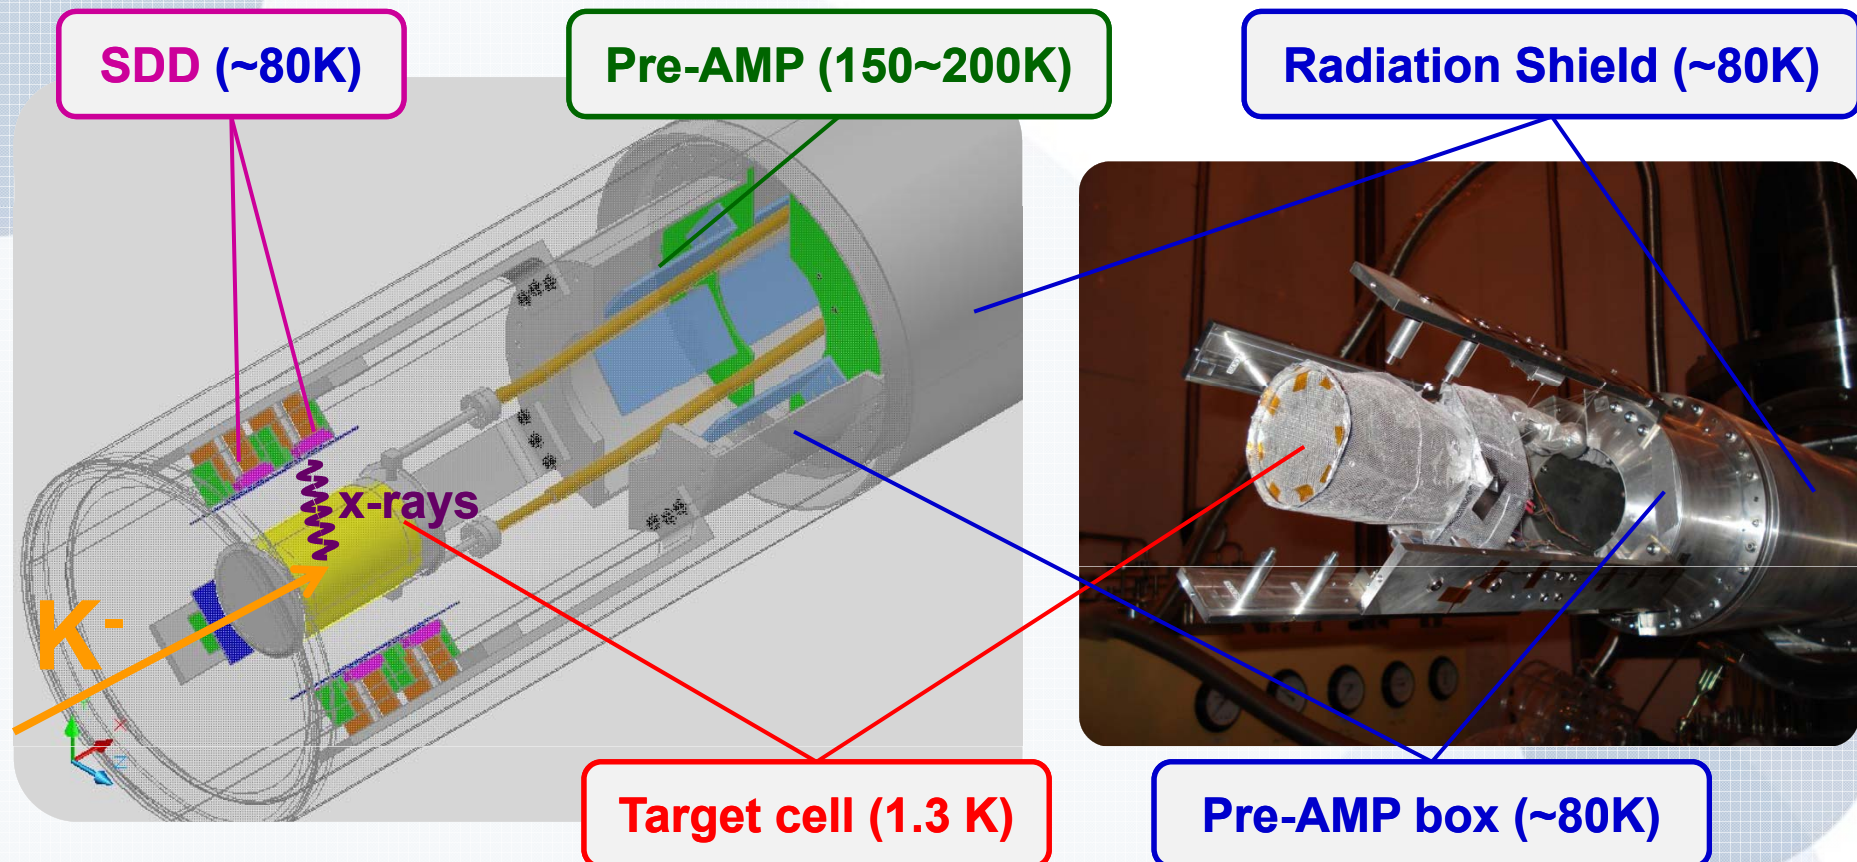 SDD (~80K)
Pre-AMP (150~200K)
Radiation Shield (~80K)
x-rays
K-
X
Z
Target cell (1.3 K)
Pre-AMP box (~80K)